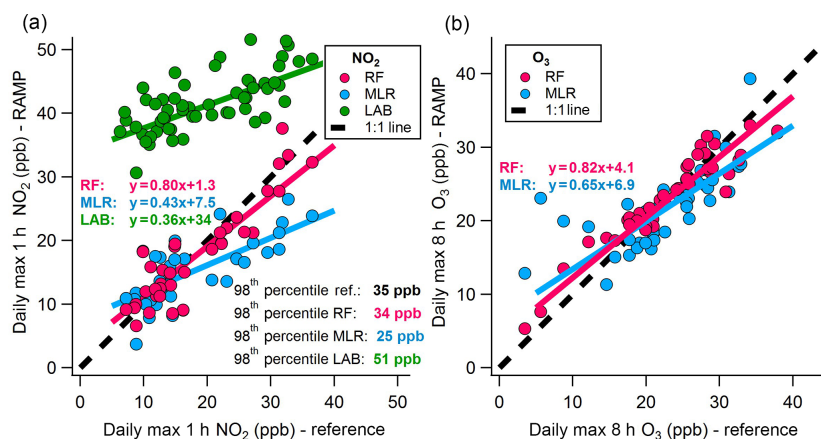 (a)
NO2
RF
MLR
LAB
1:1 line
RF: y=0.80x+1.3
MLR: y=0.43x+7.5
LAB: y=0.36x+34
98th percentile ref.: 35 ppb
98th percentile RF: 34 ppb
98th percentile MLR: 25 ppb
98th percentile LAB: 51 ppb
50
40
30
20
10
0
0 10 20 30 40 50
Daily max 1 h NO2 (ppb) - RAMP
Daily max 1 h NO2 (ppb) - reference
(b)
O3
RF
MLR
1:1 line
RF: y=0.82x+4.1
MLR: y=0.65x+6.9
40
30
20
10
0
0 10 20 30 40
Daily max 8 h O3 (ppb) - RAMP
Daily max 8 h O3 (ppb) - reference